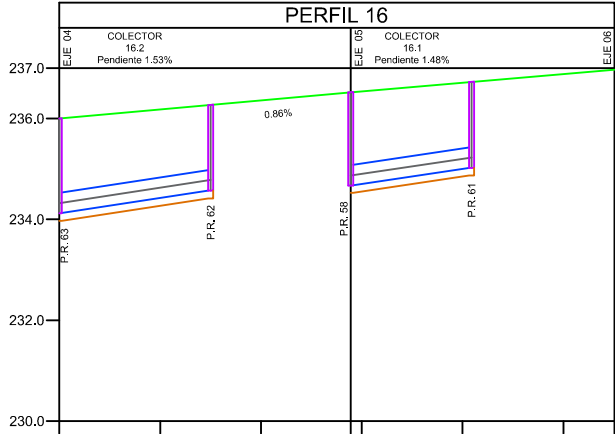 PERFIL 16
EJE 04
COLECTOR
16.2
Pendiente 1.53%
EJE 05
COLECTOR
16.1
Pendiente 1.48%
EJE 06
237.0
236.0
234.0
232.0
230.0
0.86%
P.R. 63
P.R. 62
P.R. 58
P.R. 61